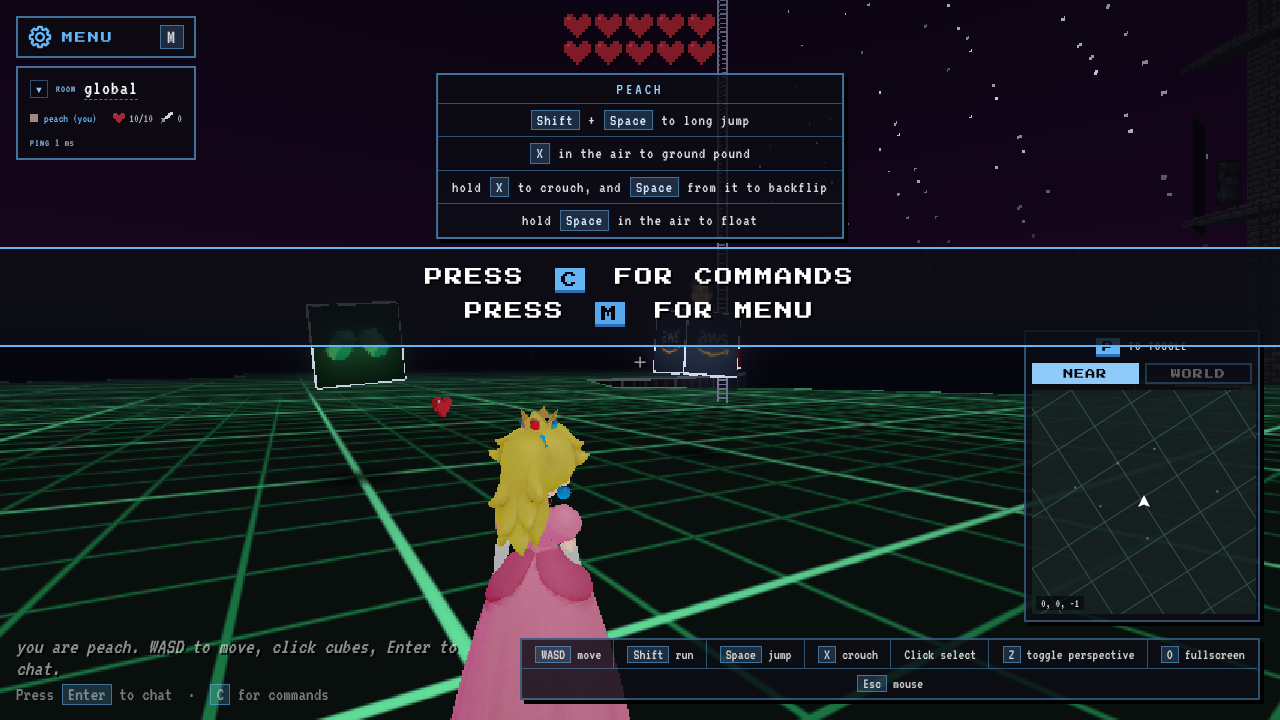 MENU M
▼ ROOM global
peach (you) 10/10 0
PING 1 ms
PEACH
Shift + Space to long jump
X in the air to ground pound
hold X to crouch, and Space from it to backflip
hold Space in the air to float
PRESS C FOR COMMANDS
PRESS M FOR MENU
aws aws
P TO TOGGLE
NEAR WORLD
0, 0, -1
you are peach. WASD to move, click cubes, Enter to
chat.
Press Enter to chat · C for commands
WASD move Shift run Space jump X crouch Click select Z toggle perspective O fullscreen
Esc mouse